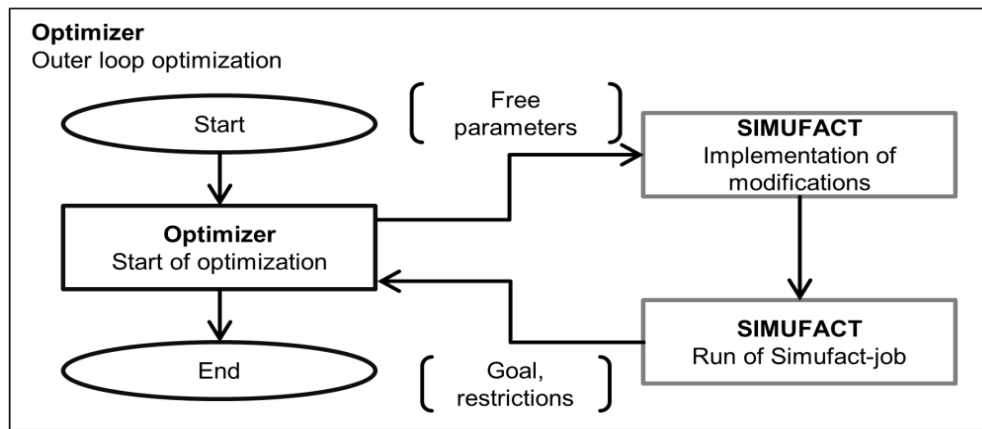 Optimizer
Outer loop optimization
Start
Free
parameters
SIMUFACT
Implementation of
modifications
Optimizer
Start of optimization
SIMUFACT
Run of Simufact-job
End
Goal,
restrictions